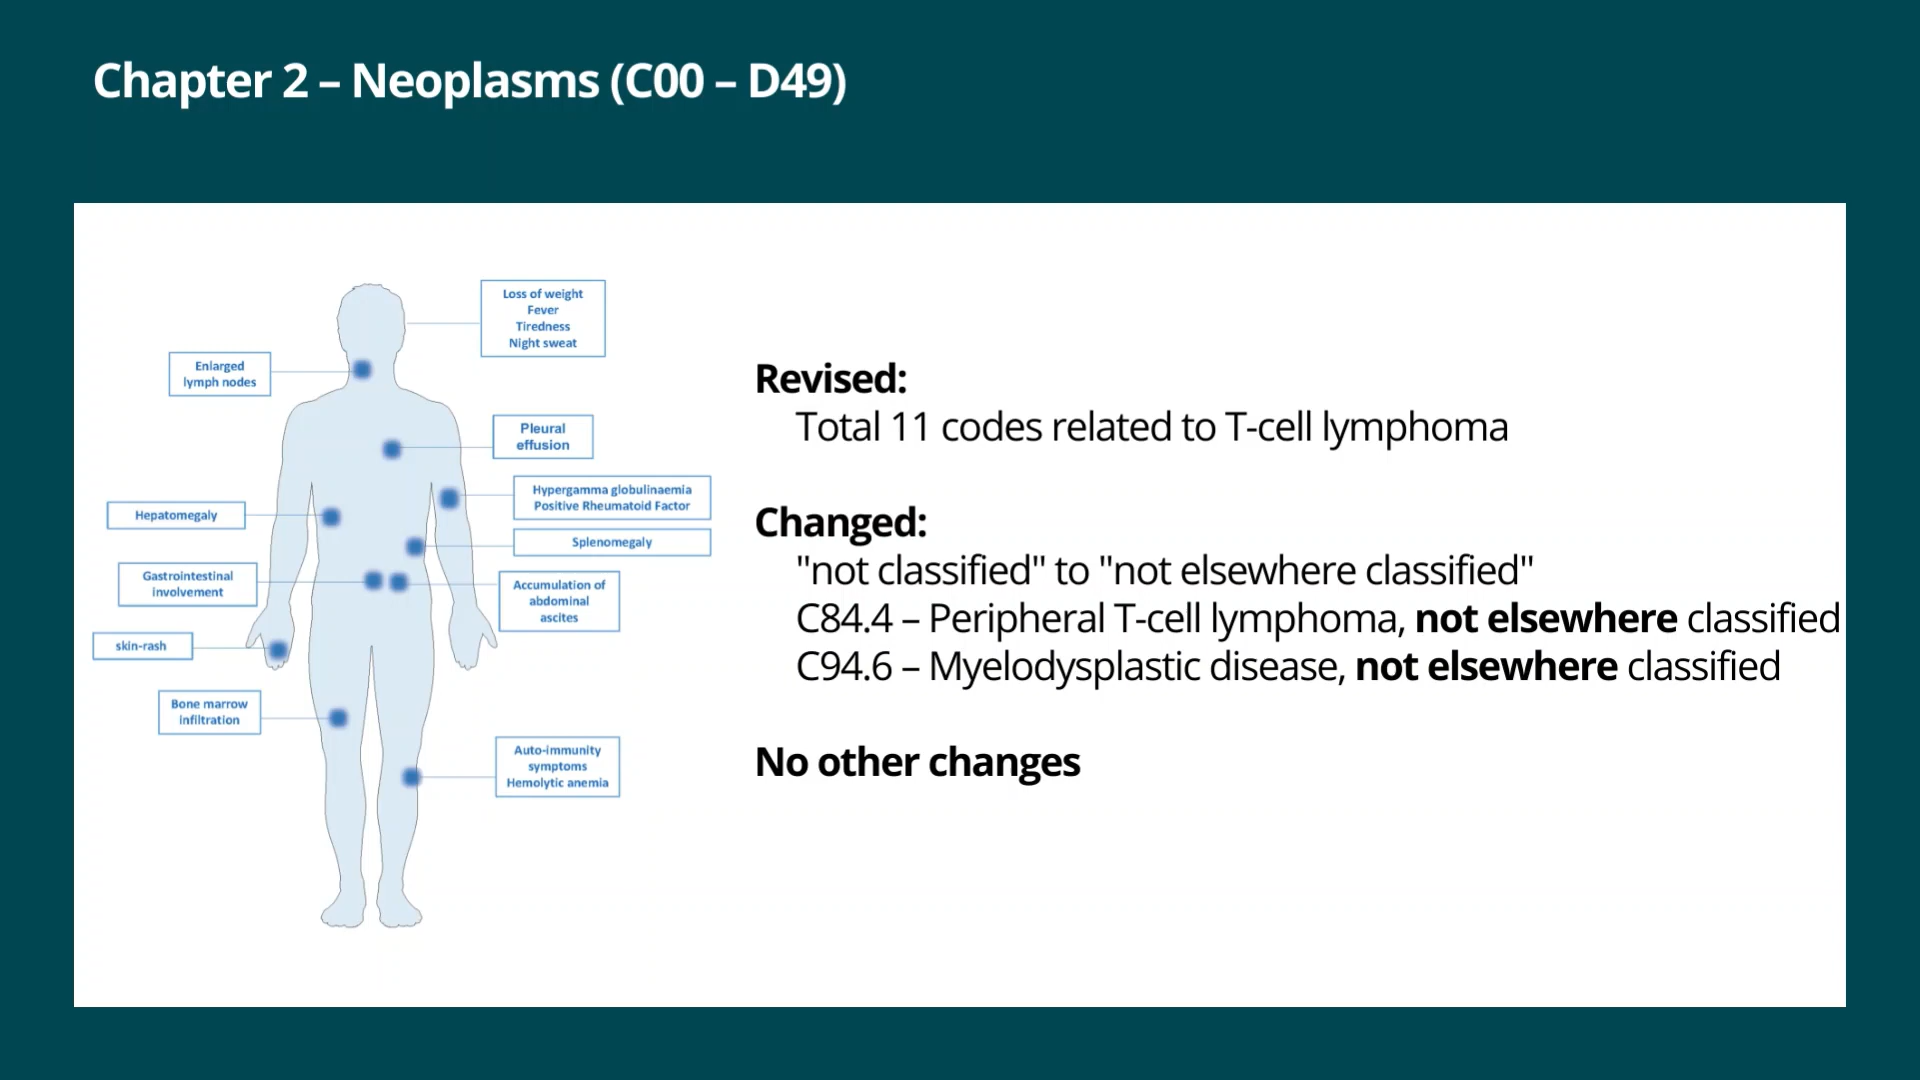 Chapter 2 – Neoplasms (C00 – D49)
Loss of weight
Fever
Tiredness
Night sweat
Enlarged
lymph nodes
Pleural
effusion
Hypergamma globulinaemia
Positive Rheumatoid Factor
Hepatomegaly
Splenomegaly
Gastrointestinal
involvement
Accumulation of
abdominal
ascites
skin-rash
Bone marrow
infiltration
Auto-immunity
symptoms
Hemolytic anemia
Revised:
Total 11 codes related to T-cell lymphoma
Changed:
"not classified" to "not elsewhere classified"
C84.4 – Peripheral T-cell lymphoma, not elsewhere classified
C94.6 – Myelodysplastic disease, not elsewhere classified
No other changes